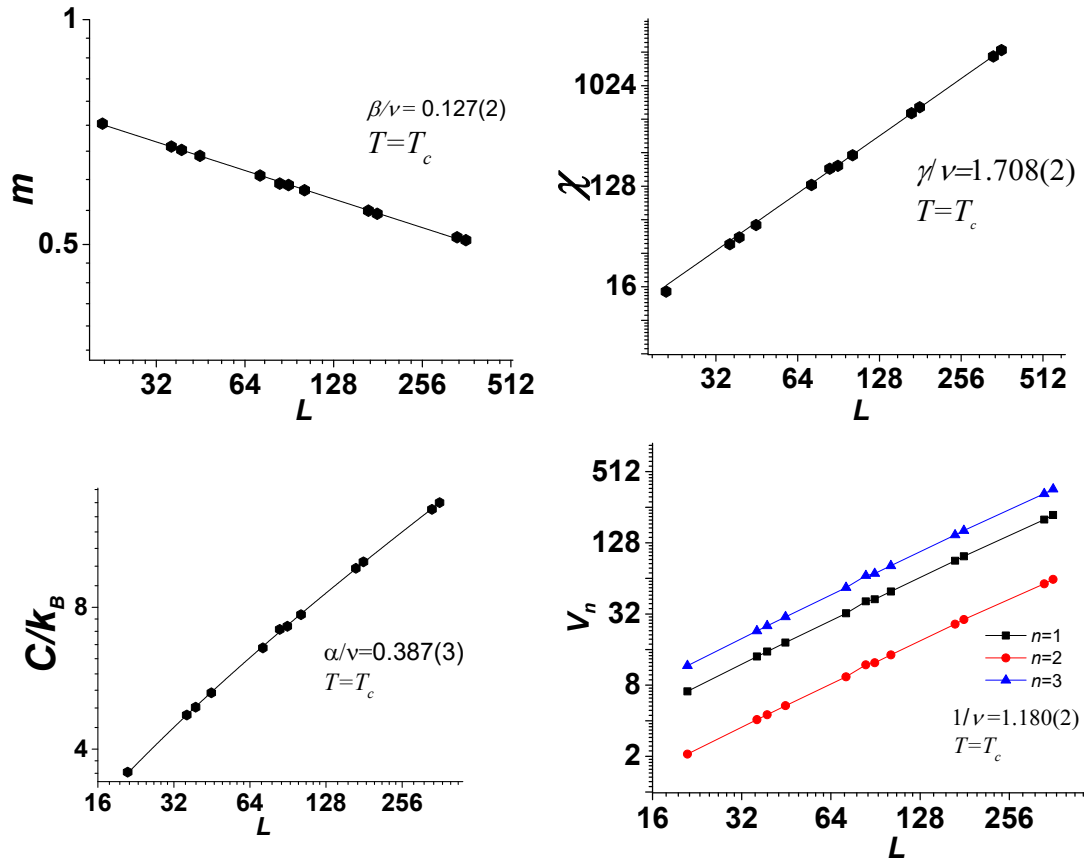 1
0.5
m
β/ν= 0.127(2)
T=T_c
32 64 128 256 512
L
1024
128
16
χ
γ/ν=1.708(2)
T=T_c
32 64 128 256 512
L
8
4
C/k_B
α/ν=0.387(3)
T=T_c
16 32 64 128 256
L
512
128
32
8
2
V_n
n=1
n=2
n=3
1/ν=1.180(2)
T=T_c
16 32 64 128 256
L